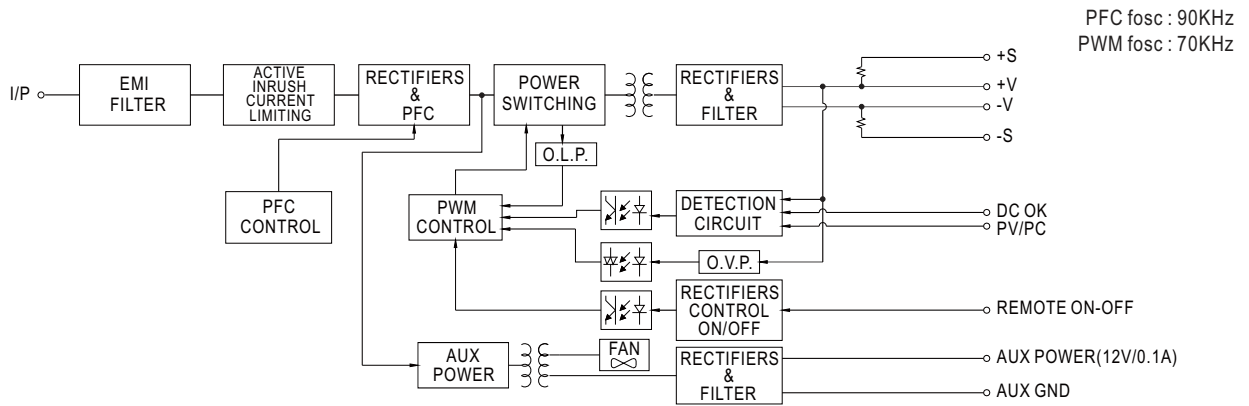 PFC fosc : 90KHz
PWM fosc : 70KHz
I/P
EMI
FILTER
ACTIVE
INRUSH
CURRENT
LIMITING
RECTIFIERS
&
PFC
POWER
SWITCHING
RECTIFIERS
&
FILTER
+S
+V
-V
-S
O.L.P.
PFC
CONTROL
PWM
CONTROL
DETECTION
CIRCUIT
DC OK
PV/PC
O.V.P.
RECTIFIERS
CONTROL
ON/OFF
REMOTE ON-OFF
AUX
POWER
FAN
RECTIFIERS
&
FILTER
AUX POWER(12V/0.1A)
AUX GND